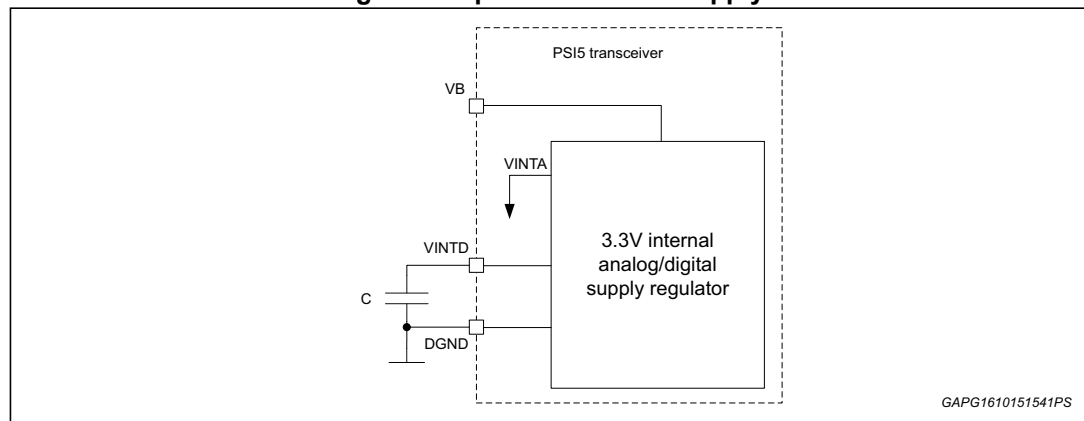 PSI5 transceiver
VB
VINTA
VINTD
3.3V internal
analog/digital
supply regulator
C
DGND
GAPG1610151541PS